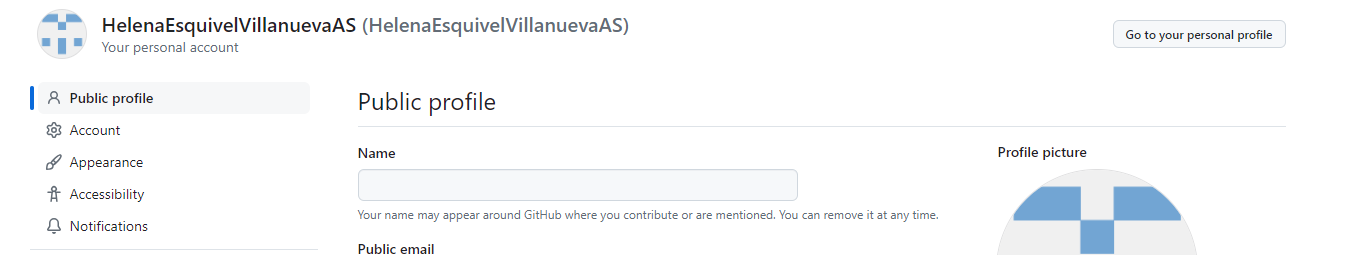 HelenaEsquivelVillanuevaAS (HelenaEsquivelVillanuevaAS)
Your personal account
Go to your personal profile
Public profile
Account
Appearance
Accessibility
Notifications
Public profile
Name
Your name may appear around GitHub where you contribute or are mentioned. You can remove it at any time.
Public email
Profile picture